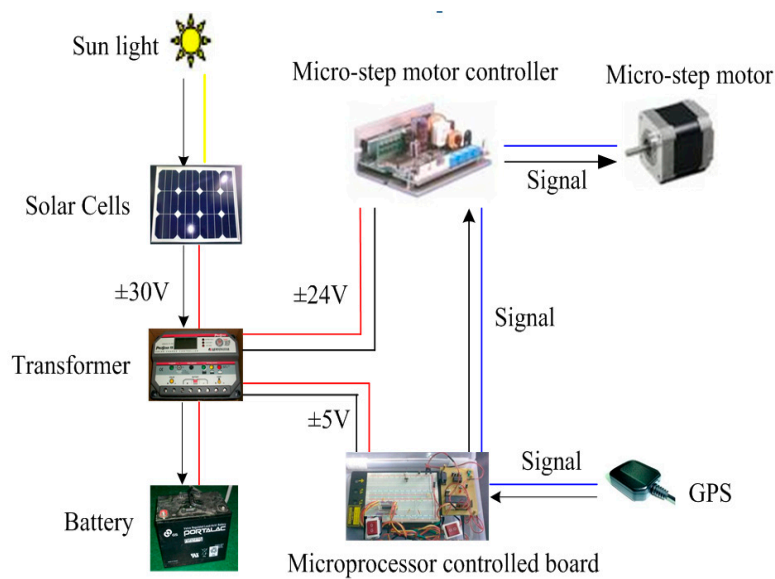 Sun light
Micro-step motor controller
Micro-step motor
Solar Cells
Signal
±30V
±24V
Signal
Transformer
±5V
Signal
GPS
Battery
PORTALAC
Microprocessor controlled board